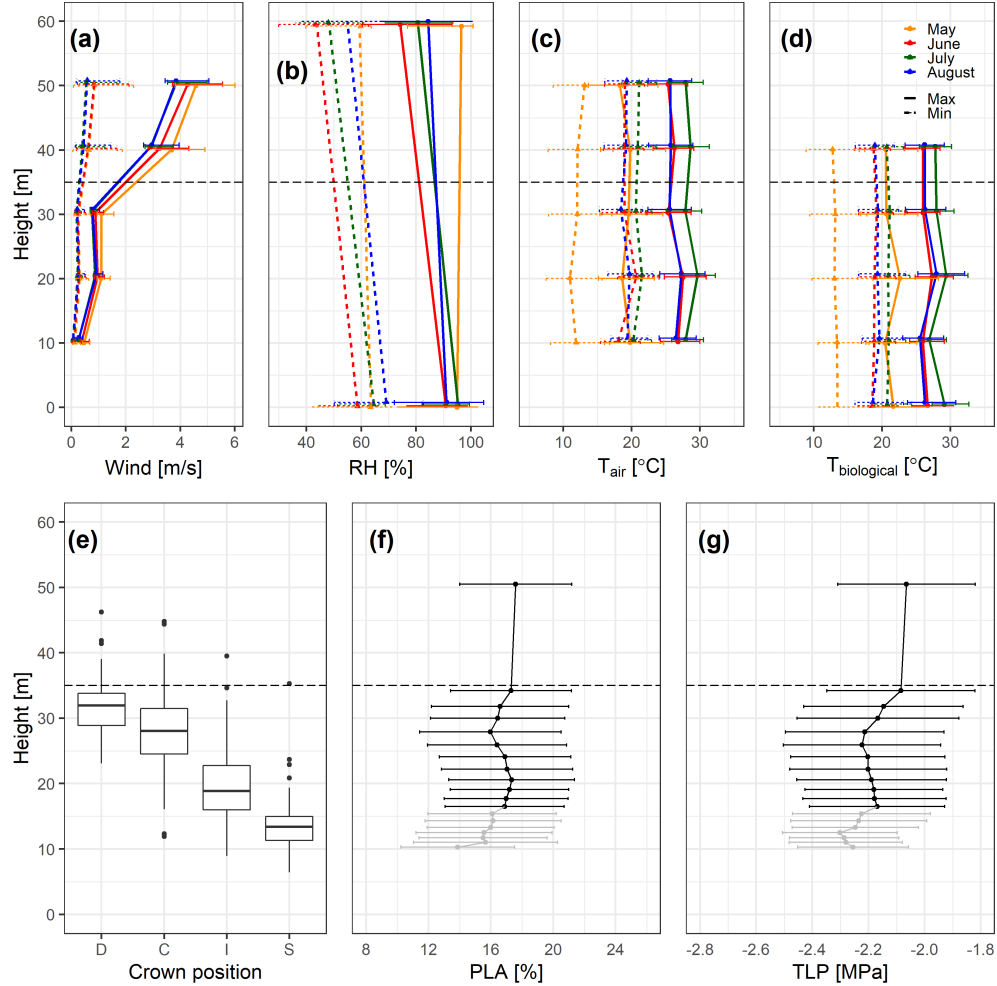 (a)
(b)
(c)
(d)
May
June
July
August
Max
Min
Height [m]
60
50
40
30
20
10
0
0 2 4 6
40 60 80 100
10 20 30
10 20 30
Wind [m/s]
RH [%]
Tair [°C]
Tbiological [°C]
(e)
(f)
(g)
Height [m]
60
50
40
30
20
10
0
D C I S
8 12 16 20 24
-2.8 -2.6 -2.4 -2.2 -2.0 -1.8
Crown position
PLA [%]
TLP [MPa]